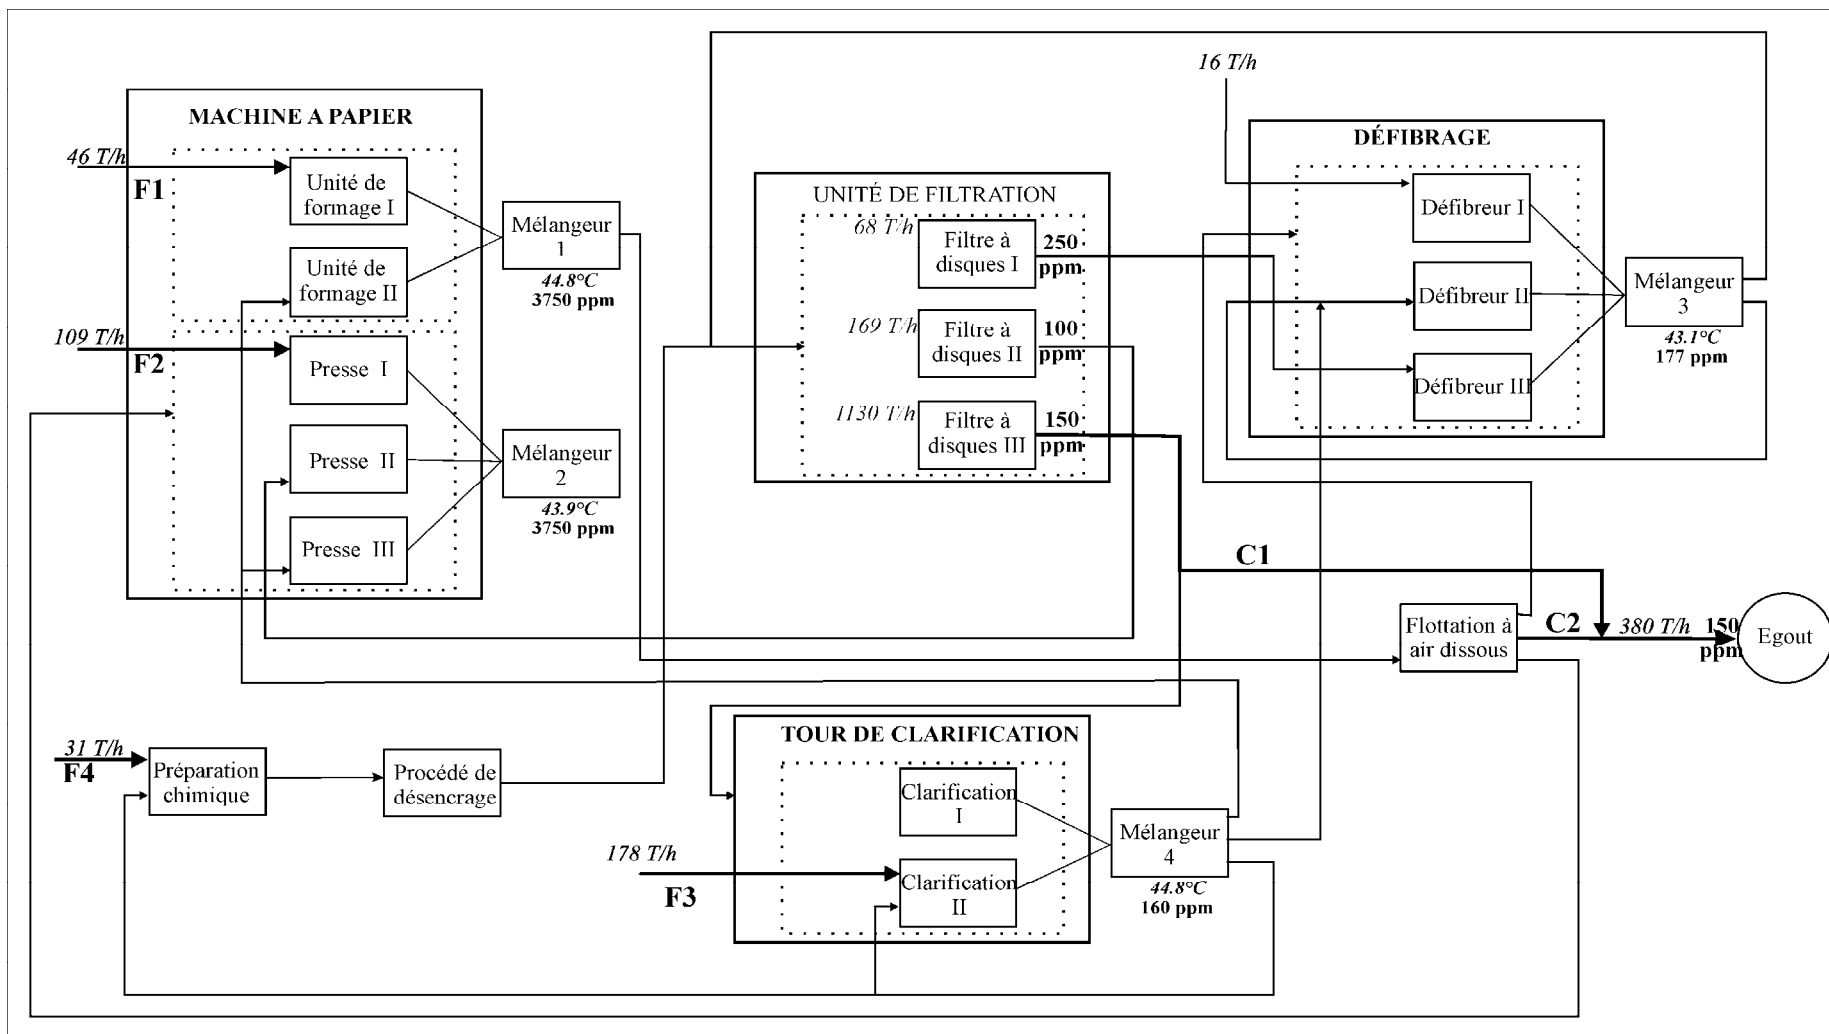 16 T/h
MACHINE A PAPIER
46 T/h
F1
Unité de
formage I
Unité de
formage II
Mélangeur
1
44.8°C
3750 ppm
109 T/h
F2
Presse I
Presse II
Presse III
Mélangeur
2
43.9°C
3750 ppm
UNITÉ DE FILTRATION
68 T/h
Filtre à
disques I
250
ppm
169 T/h
Filtre à
disques II
100
ppm
1130 T/h
Filtre à
disques III
150
ppm
DÉFIBRAGE
Défibreur I
Défibreur II
Défibreur III
Mélangeur
3
43.1°C
177 ppm
C1
Flottation à
air dissous
C2
380 T/h
150
ppm
Egout
31 T/h
F4
Préparation
chimique
Procédé de
désencrage
TOUR DE CLARIFICATION
Clarification
I
178 T/h
F3
Clarification
II
Mélangeur
4
44.8°C
160 ppm